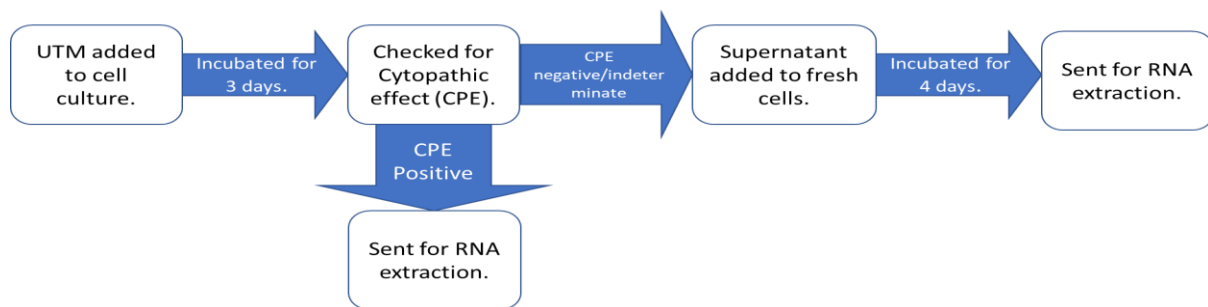 UTM added
to cell
culture.
Incubated for
3 days.
Checked for
Cytopathic
effect (CPE).
CPE
negative/indeter
minate
Supernatant
added to fresh
cells.
Incubated for
4 days.
Sent for RNA
extraction.
CPE
Positive
Sent for RNA
extraction.